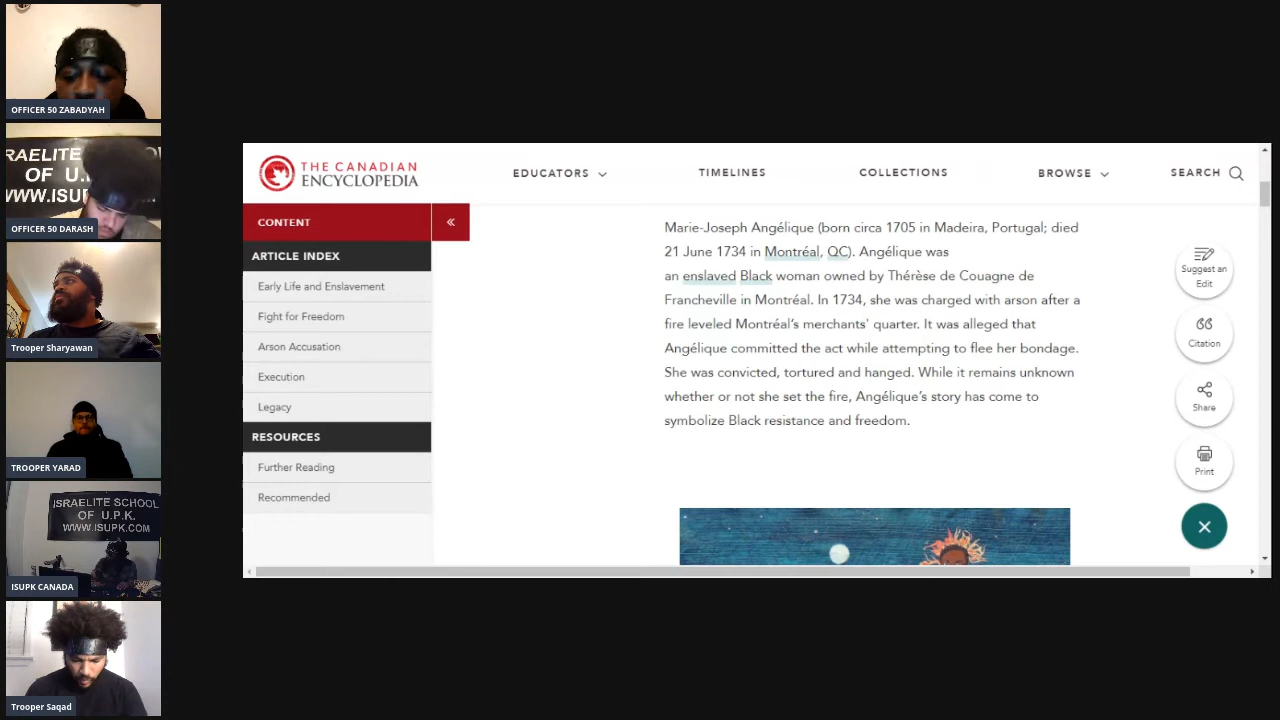 OFFICER 50 ZABADYAH
RAELITE
OF U.
WWW.ISU
OFFICER 50 DARASH
Trooper Sharyawan
TROOPER YARAD
ISRAELITE SCHOOL
OF U.P.K.
WWW.ISUPK.COM
ISUPK CANADA
Trooper Saqad
THE CANADIAN
ENCYCLOPEDIA
EDUCATORS
TIMELINES
COLLECTIONS
BROWSE
SEARCH
CONTENT
«
ARTICLE INDEX
Early Life and Enslavement
Fight for Freedom
Arson Accusation
Execution
Legacy
RESOURCES
Further Reading
Recommended
Marie-Joseph Angélique (born circa 1705 in Madeira, Portugal; died
21 June 1734 in Montréal, QC). Angélique was
an enslaved Black woman owned by Thérèse de Couagne de
Francheville in Montréal. In 1734, she was charged with arson after a
fire leveled Montréal's merchants' quarter. It was alleged that
Angélique committed the act while attempting to flee her bondage.
She was convicted, tortured and hanged. While it remains unknown
whether or not she set the fire, Angélique's story has come to
symbolize Black resistance and freedom.
Suggest an
Edit
Citation
Share
Print